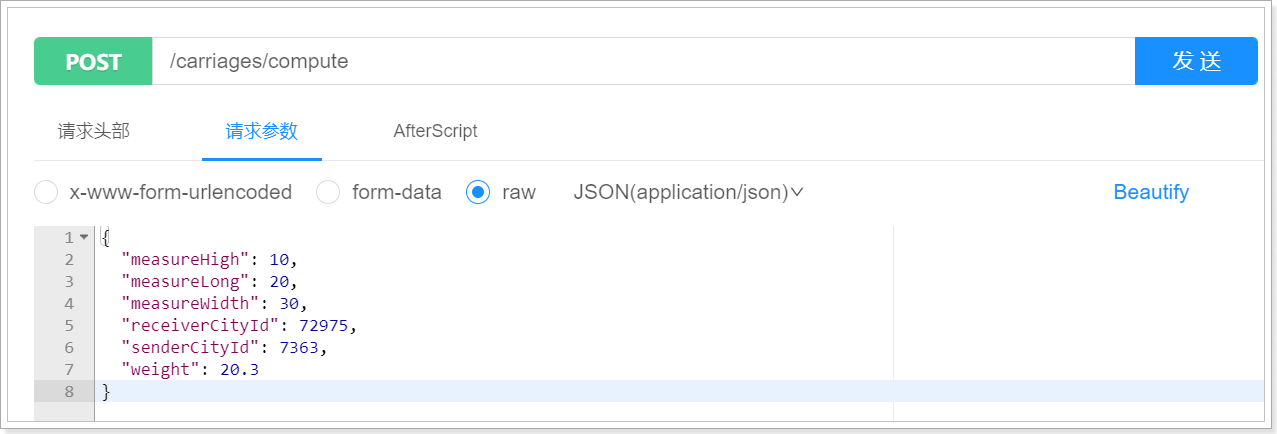 POST /carriages/compute 发 送
请求头部 请求参数 AfterScript
x-www-form-urlencoded form-data raw JSON(application/json) Beautify
1 {
2 "measureHigh": 10,
3 "measureLong": 20,
4 "measureWidth": 30,
5 "receiverCityId": 72975,
6 "senderCityId": 7363,
7 "weight": 20.3
8 }